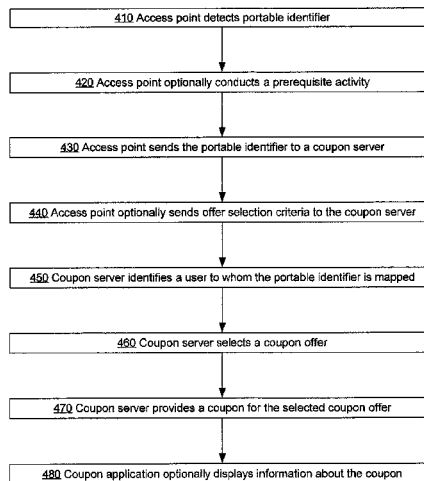 410 Access point detects portable identifier
420 Access point optionally conducts a prerequisite activity
430 Access point sends the portable identifier to a coupon server
440 Access point optionally sends offer selection criteria to the coupon server
450 Coupon server identifies a user to whom the portable identifier is mapped
460 Coupon server selects a coupon offer
470 Coupon server provides a coupon for the selected coupon offer
480 Coupon application optionally displays information about the coupon